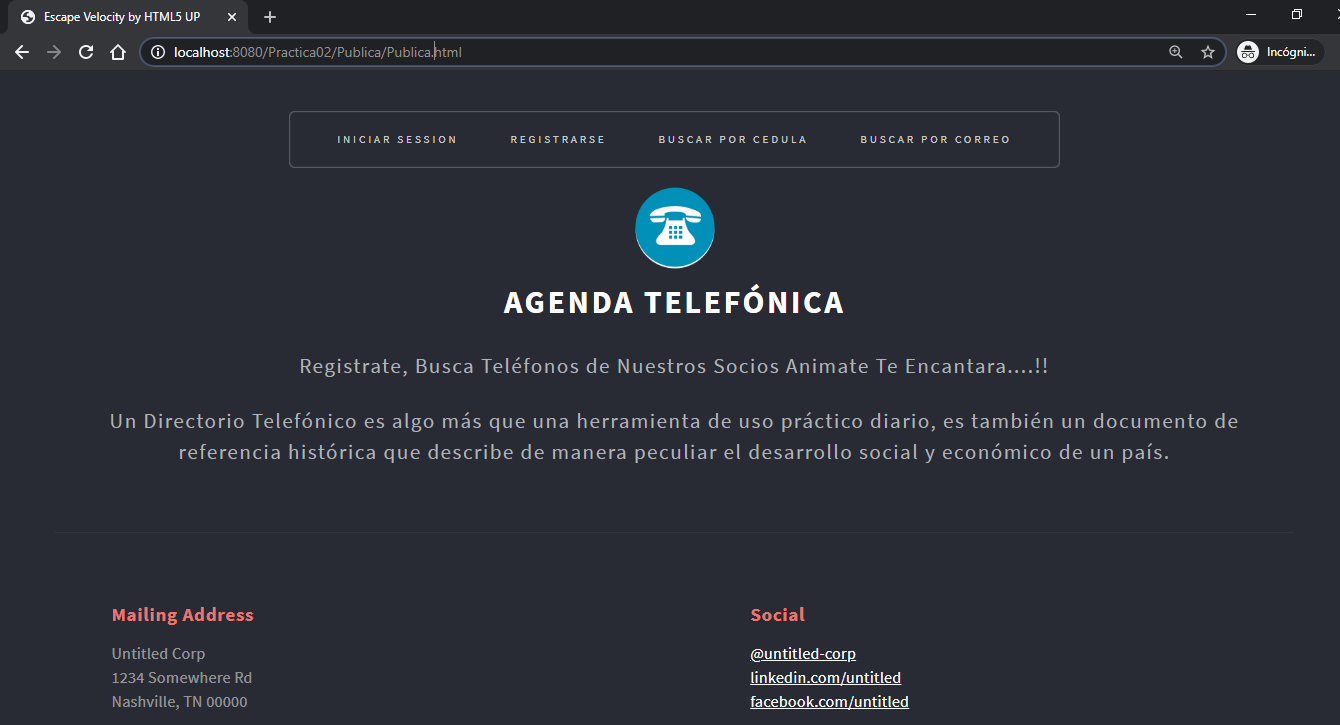 Escape Velocity by HTML5 UP
localhost:8080/Practica02/Publica/Publica.html
Incógni...
INICIAR SESSION REGISTRARSE BUSCAR POR CEDULA BUSCAR POR CORREO
AGENDA TELEFÓNICA
Registrate, Busca Teléfonos de Nuestros Socios Animate Te Encantara....!!
Un Directorio Telefónico es algo más que una herramienta de uso práctico diario, es también un documento de
referencia histórica que describe de manera peculiar el desarrollo social y económico de un país.
Mailing Address
Untitled Corp
1234 Somewhere Rd
Nashville, TN 00000
Social
@untitled-corp
linkedin.com/untitled
facebook.com/untitled